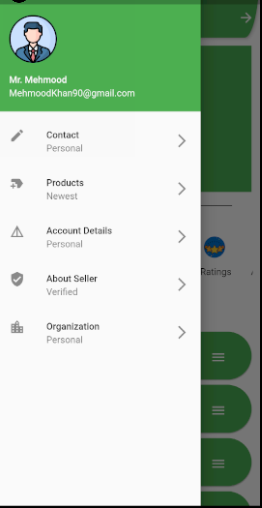 Mr. Mehmood
MehmoodKhan90@gmail.com
Contact
Personal
Products
Newest
Account Details
Personal
About Seller
Verified
Organization
Personal
Ratings